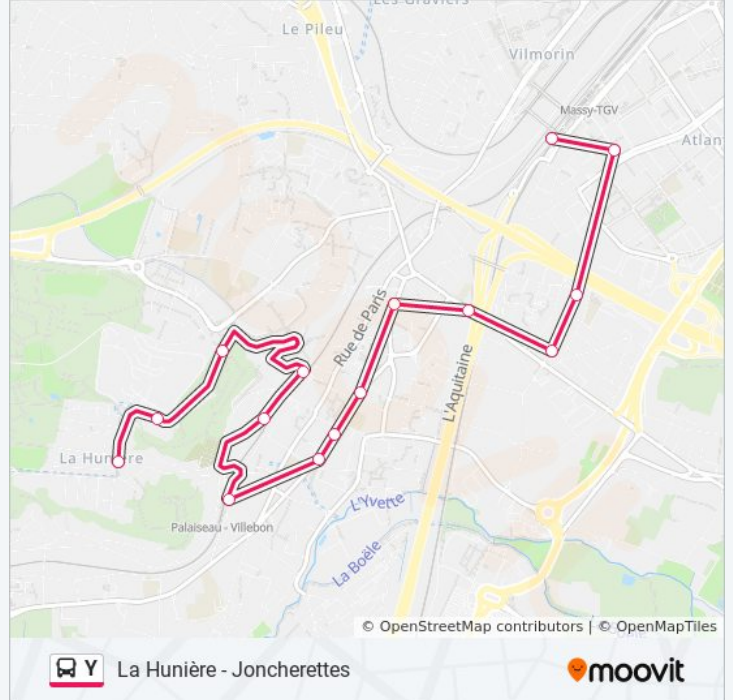 Les Graviers
Le Pileu
Vilmorin
Massy-TGV
Atlan
Rue de Paris
L'Aquitaine
La Hunière
L'Yvette
Palaiseau - Villebon
La Boële
© OpenStreetMap contributors | © OpenMapTiles
Y La Hunière - Joncherettes
moovit